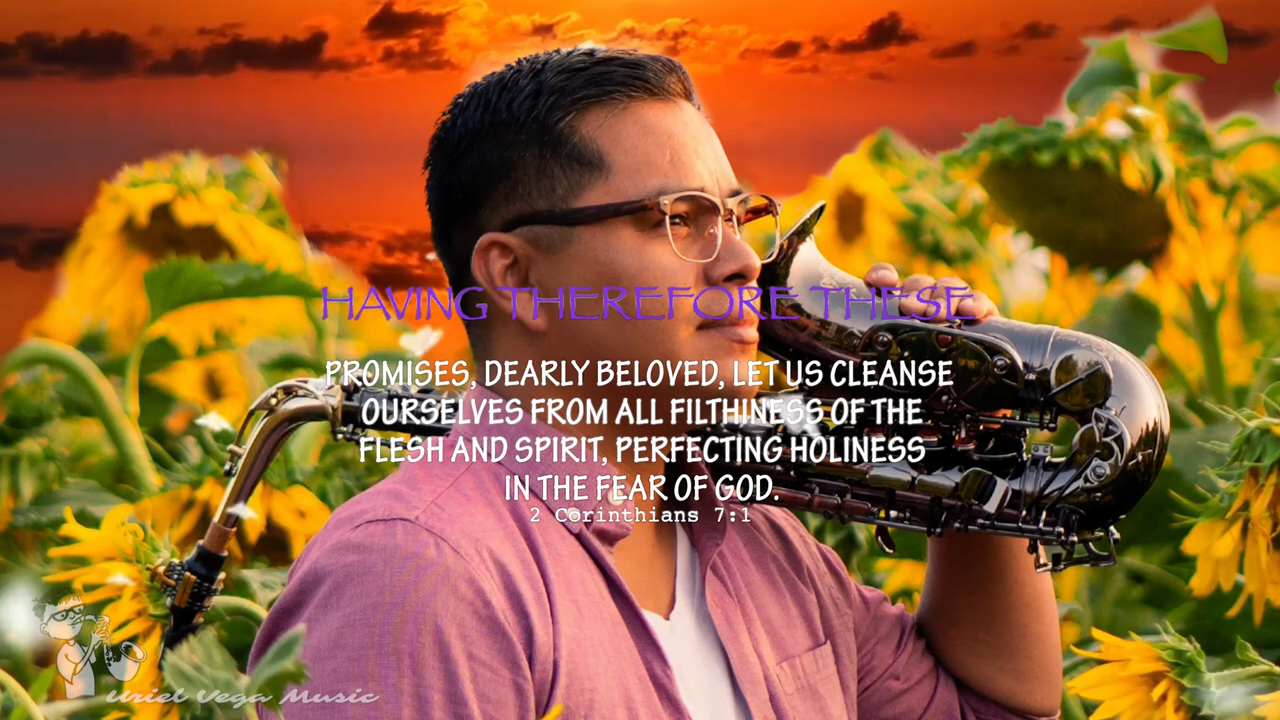 HAVING THEREFORE THESE
PROMISES, DEARLY BELOVED, LET US CLEANSE
OURSELVES FROM ALL FILTHINESS OF THE
FLESH AND SPIRIT, PERFECTING HOLINESS
IN THE FEAR OF GOD.
2 Corinthians 7:1
Uriel Vega Music